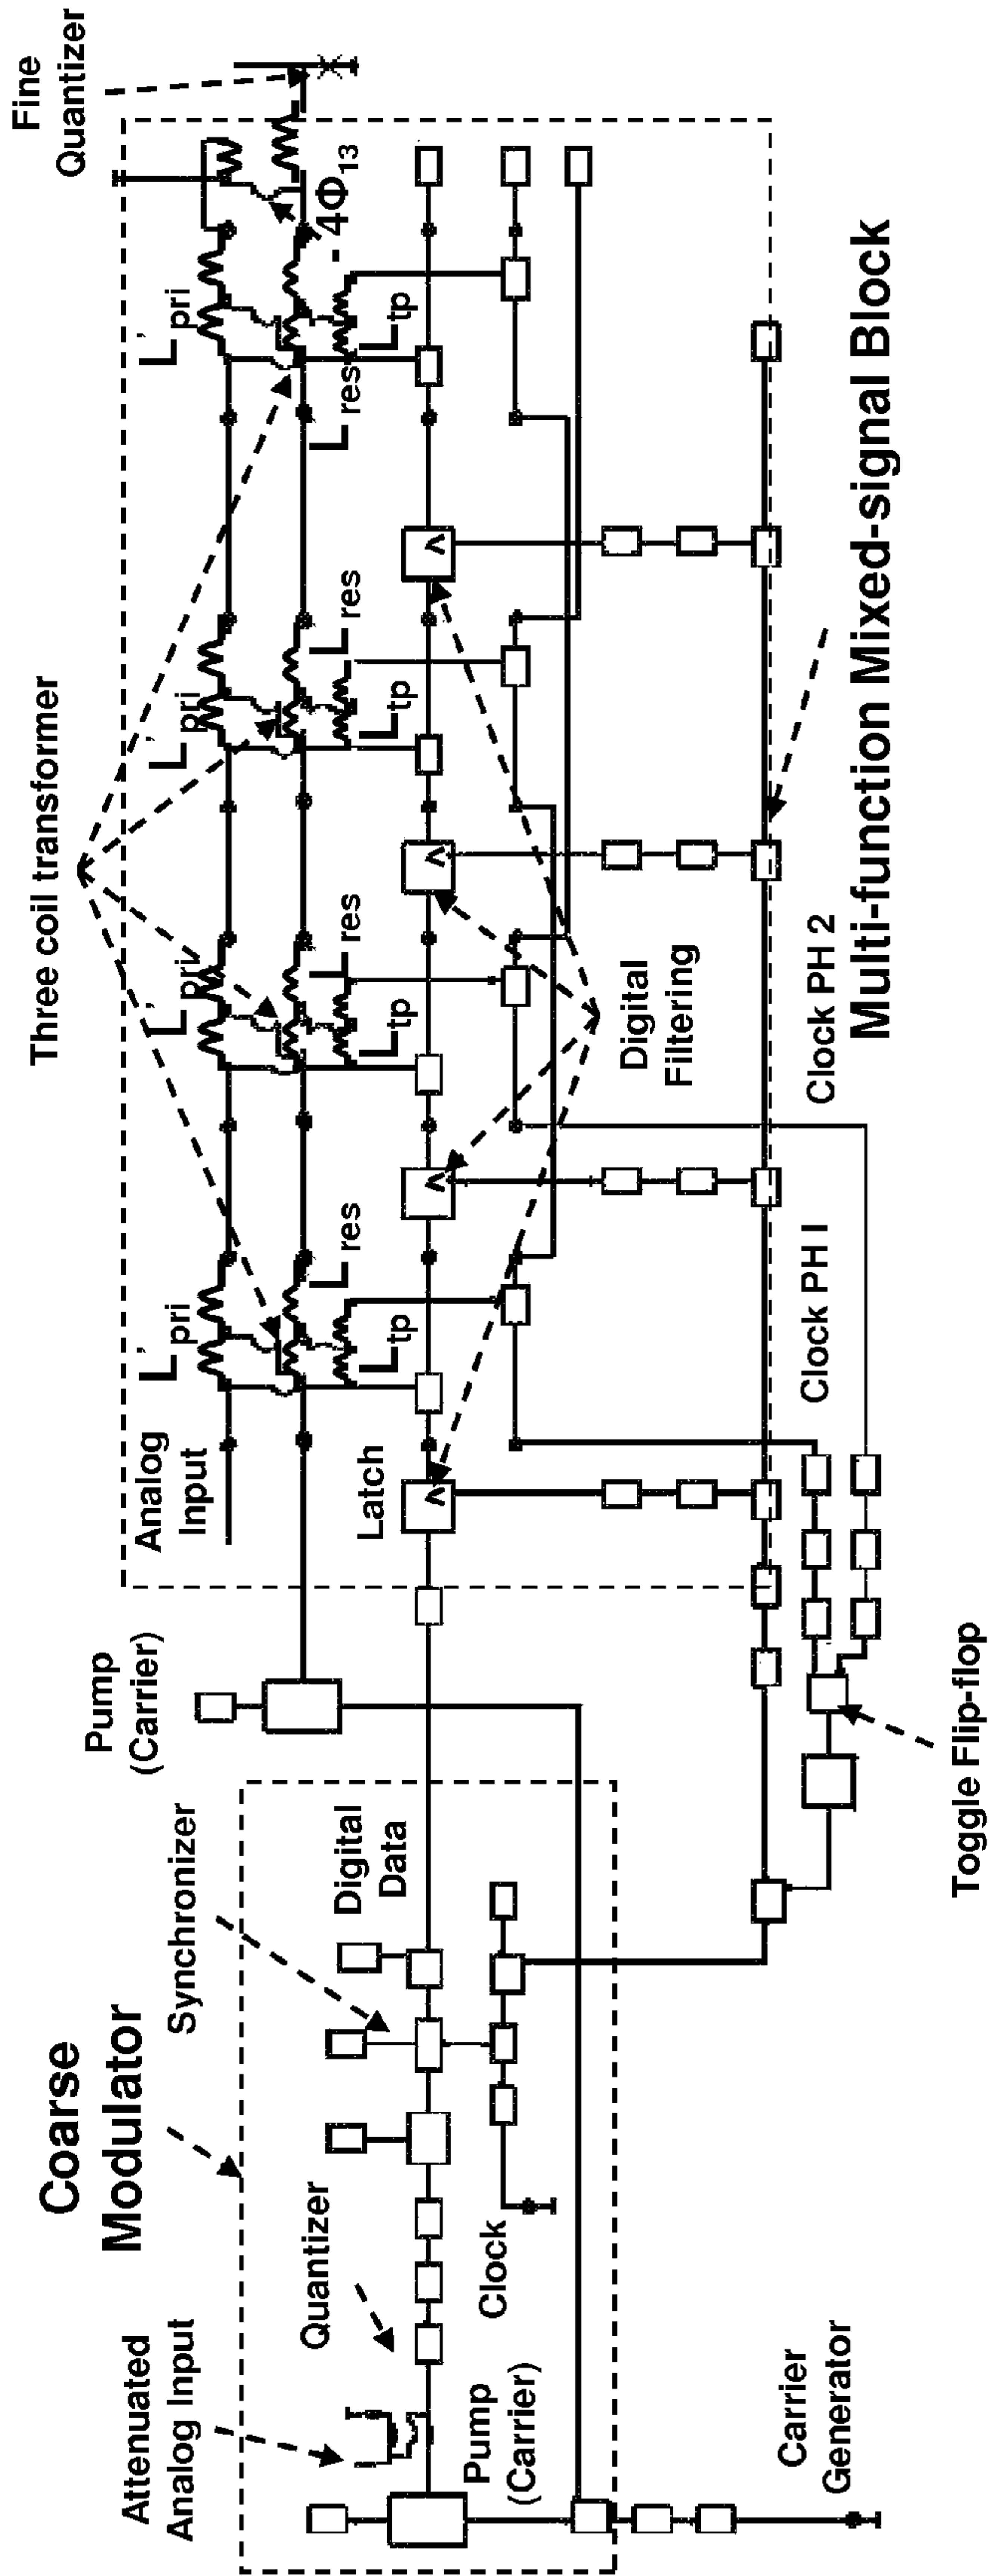 Coarse
Modulator
Attenuated
Analog Input
Quantizer
Synchronizer
Digital
Data
Clock
Pump
(Carrier)
Carrier
Generator
Pump
(Carrier)
Three coil transformer
Fine
Quantizer
Analog
Input
L'pri
L'pri
L'pri
L'pri
Lres
Lres
Lres
Lres
Ltp
Ltp
Ltp
Ltp
- 4Φ13
Latch
Digital
Filtering
Clock PH I
Clock PH 2
Toggle Flip-flop
Multi-function Mixed-signal Block